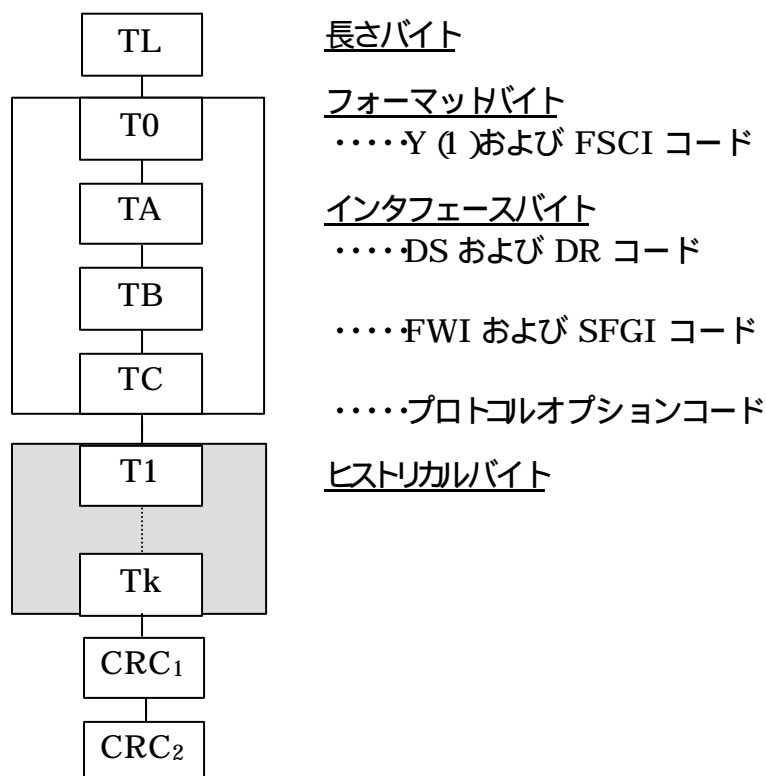 TL 長さバイト
T0 フォーマットバイト
・・・・・Y (1)および FSCI コード
TA インタフェースバイト
・・・・・DS および DR コード
TB
・・・・・FWI および SFGI コード
TC
・・・・・プロトコルオプションコード
T1 ヒストリカルバイト
Tk
CRC₁
CRC₂